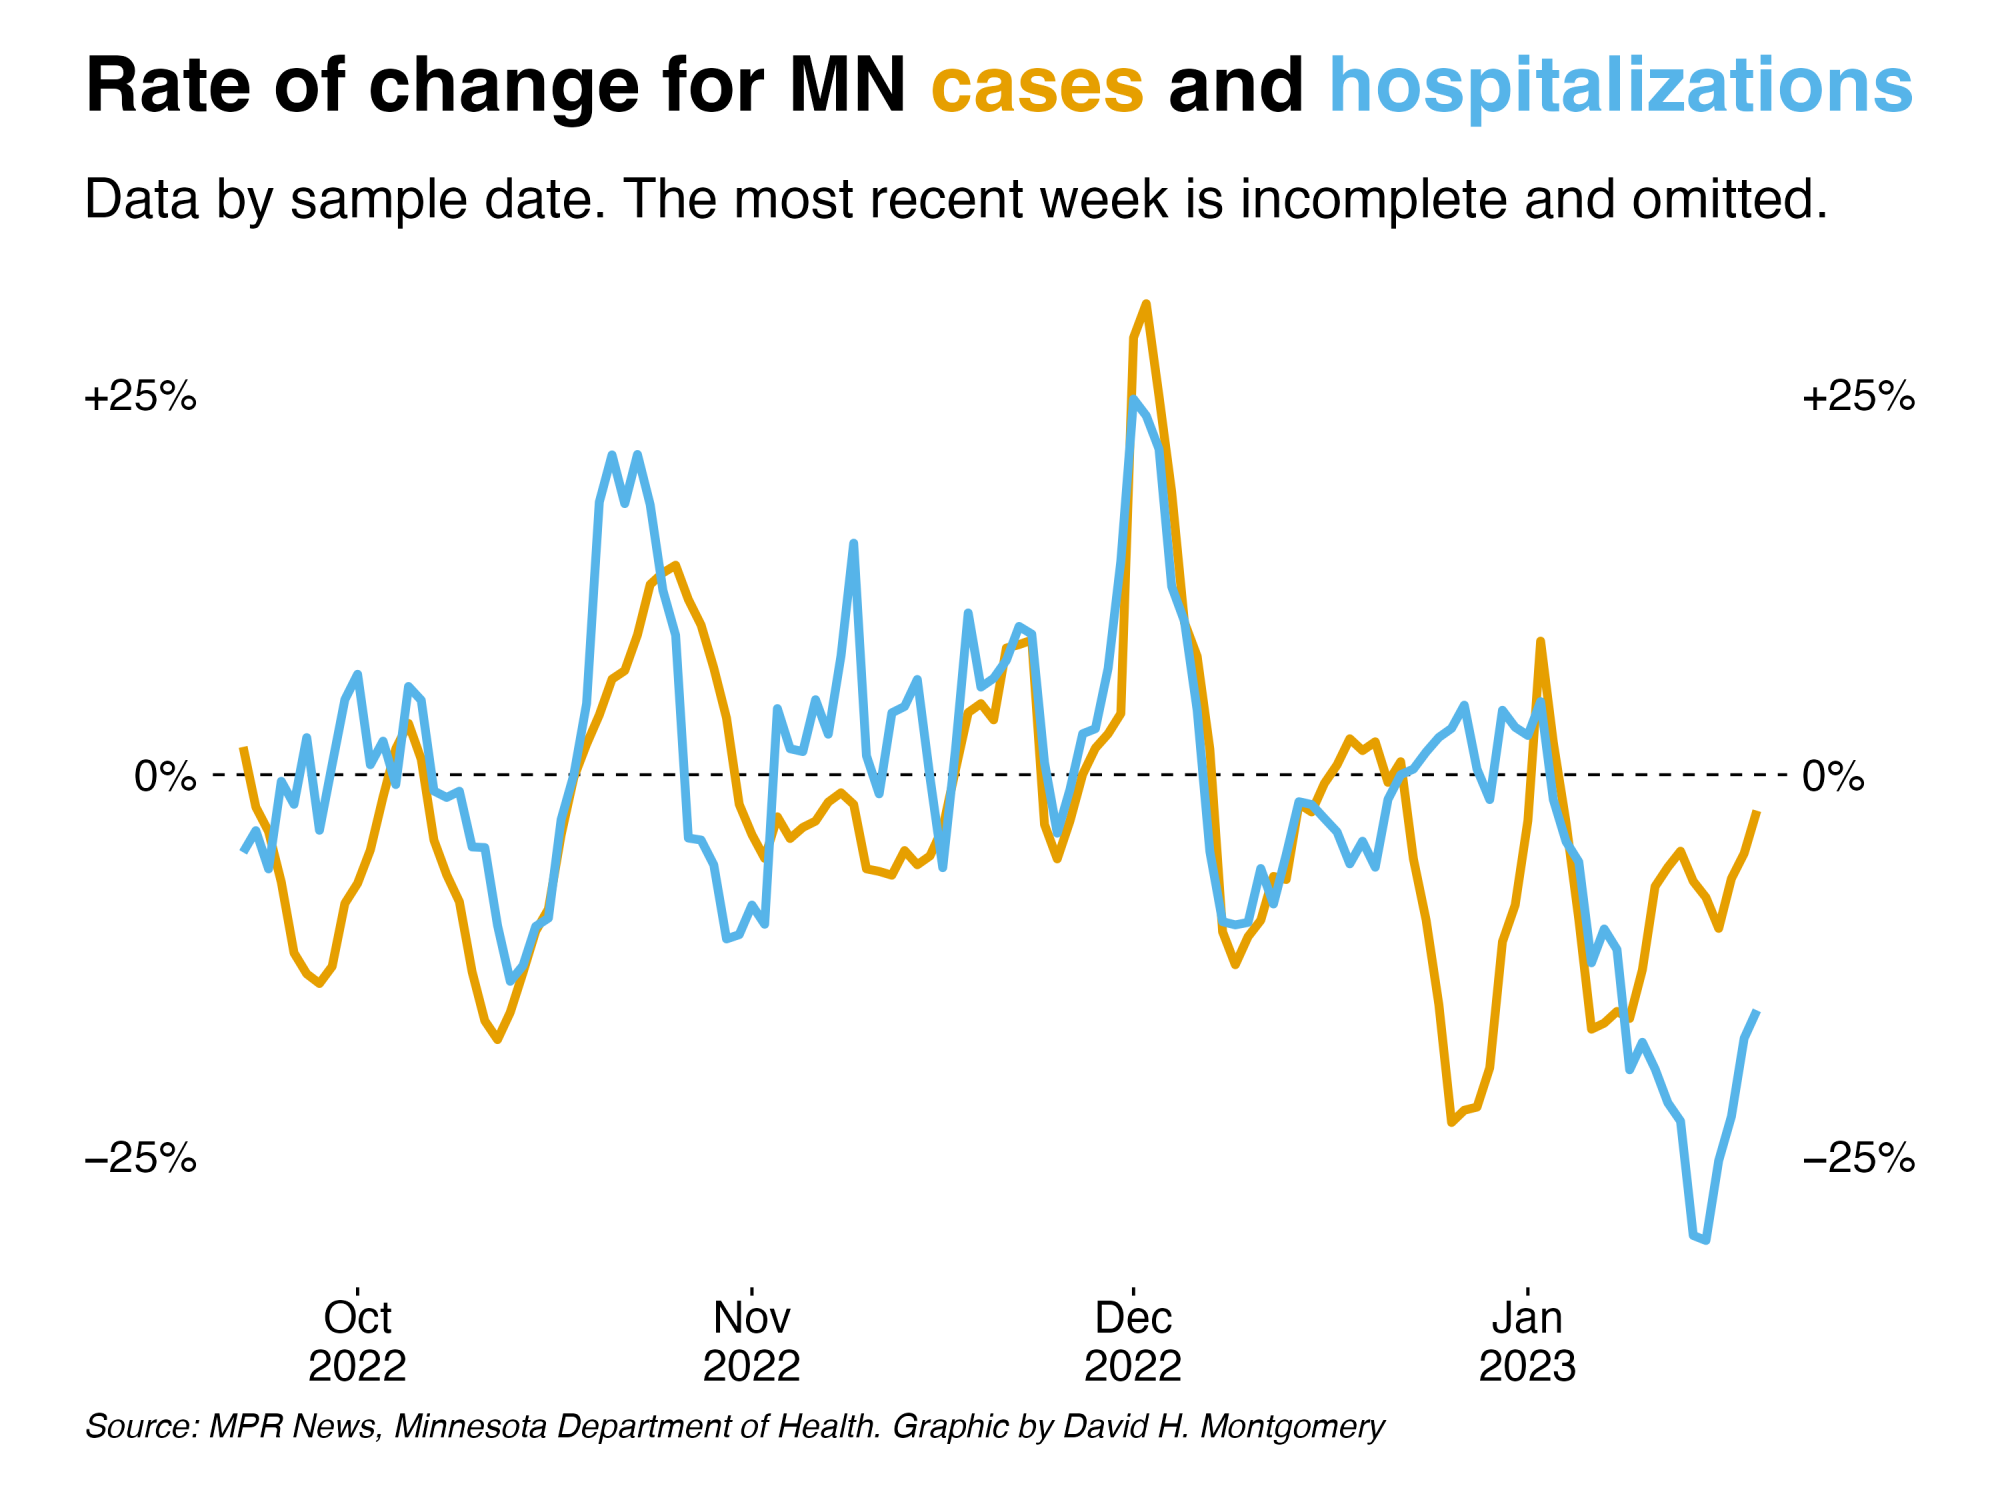 Rate of change for MN cases and hospitalizations
Data by sample date. The most recent week is incomplete and omitted.
+25% +25%
0% 0%
−25% −25%
Oct Nov Dec Jan
2022 2022 2022 2023
Source: MPR News, Minnesota Department of Health. Graphic by David H. Montgomery